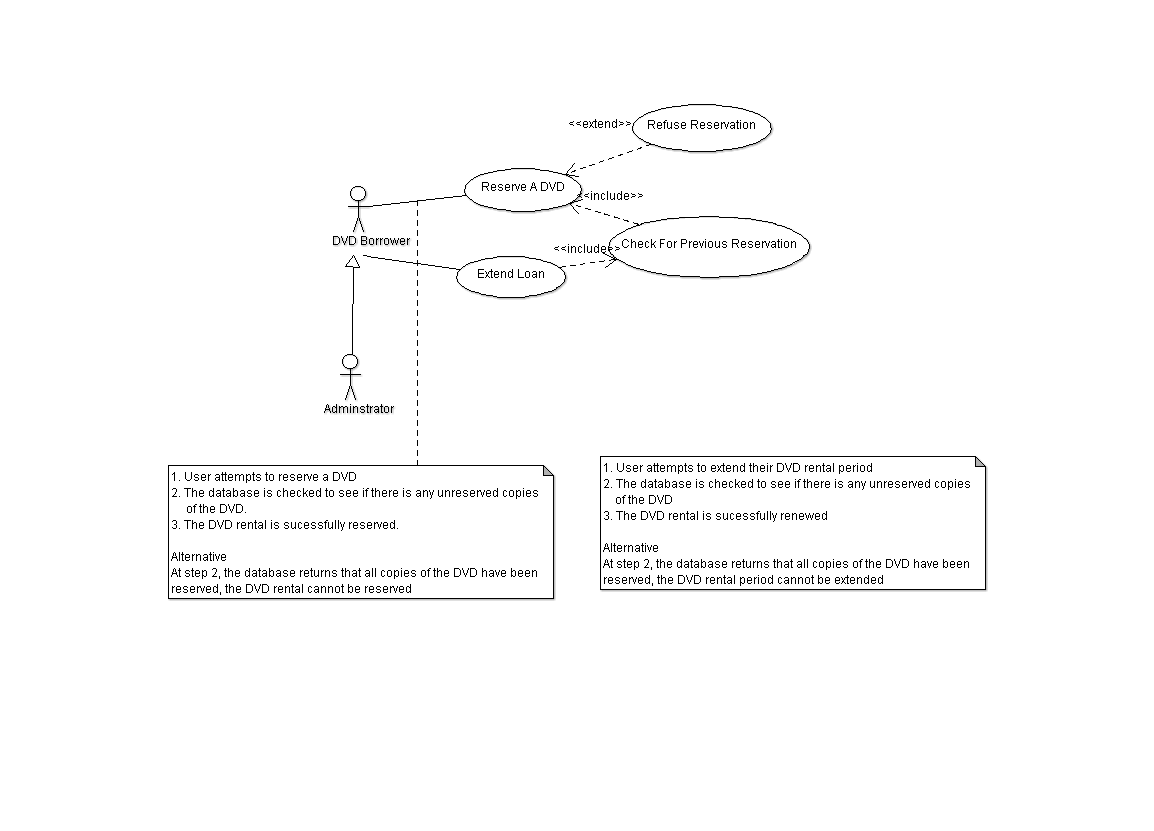 <<extend>>
Refuse Reservation
Reserve A DVD
<<include>>
DVD Borrower
<<include>>
Check For Previous Reservation
Extend Loan
Adminstrator
1. User attempts to reserve a DVD
2. The database is checked to see if there is any unreserved copies
of the DVD.
3. The DVD rental is sucessfully reserved.
Alternative
At step 2, the database returns that all copies of the DVD have been
reserved, the DVD rental cannot be reserved
1. User attempts to extend their DVD rental period
2. The database is checked to see if there is any unreserved copies
of the DVD
3. The DVD rental is sucessfully renewed
Alternative
At step 2, the database returns that all copies of the DVD have been
reserved, the DVD rental period cannot be extended